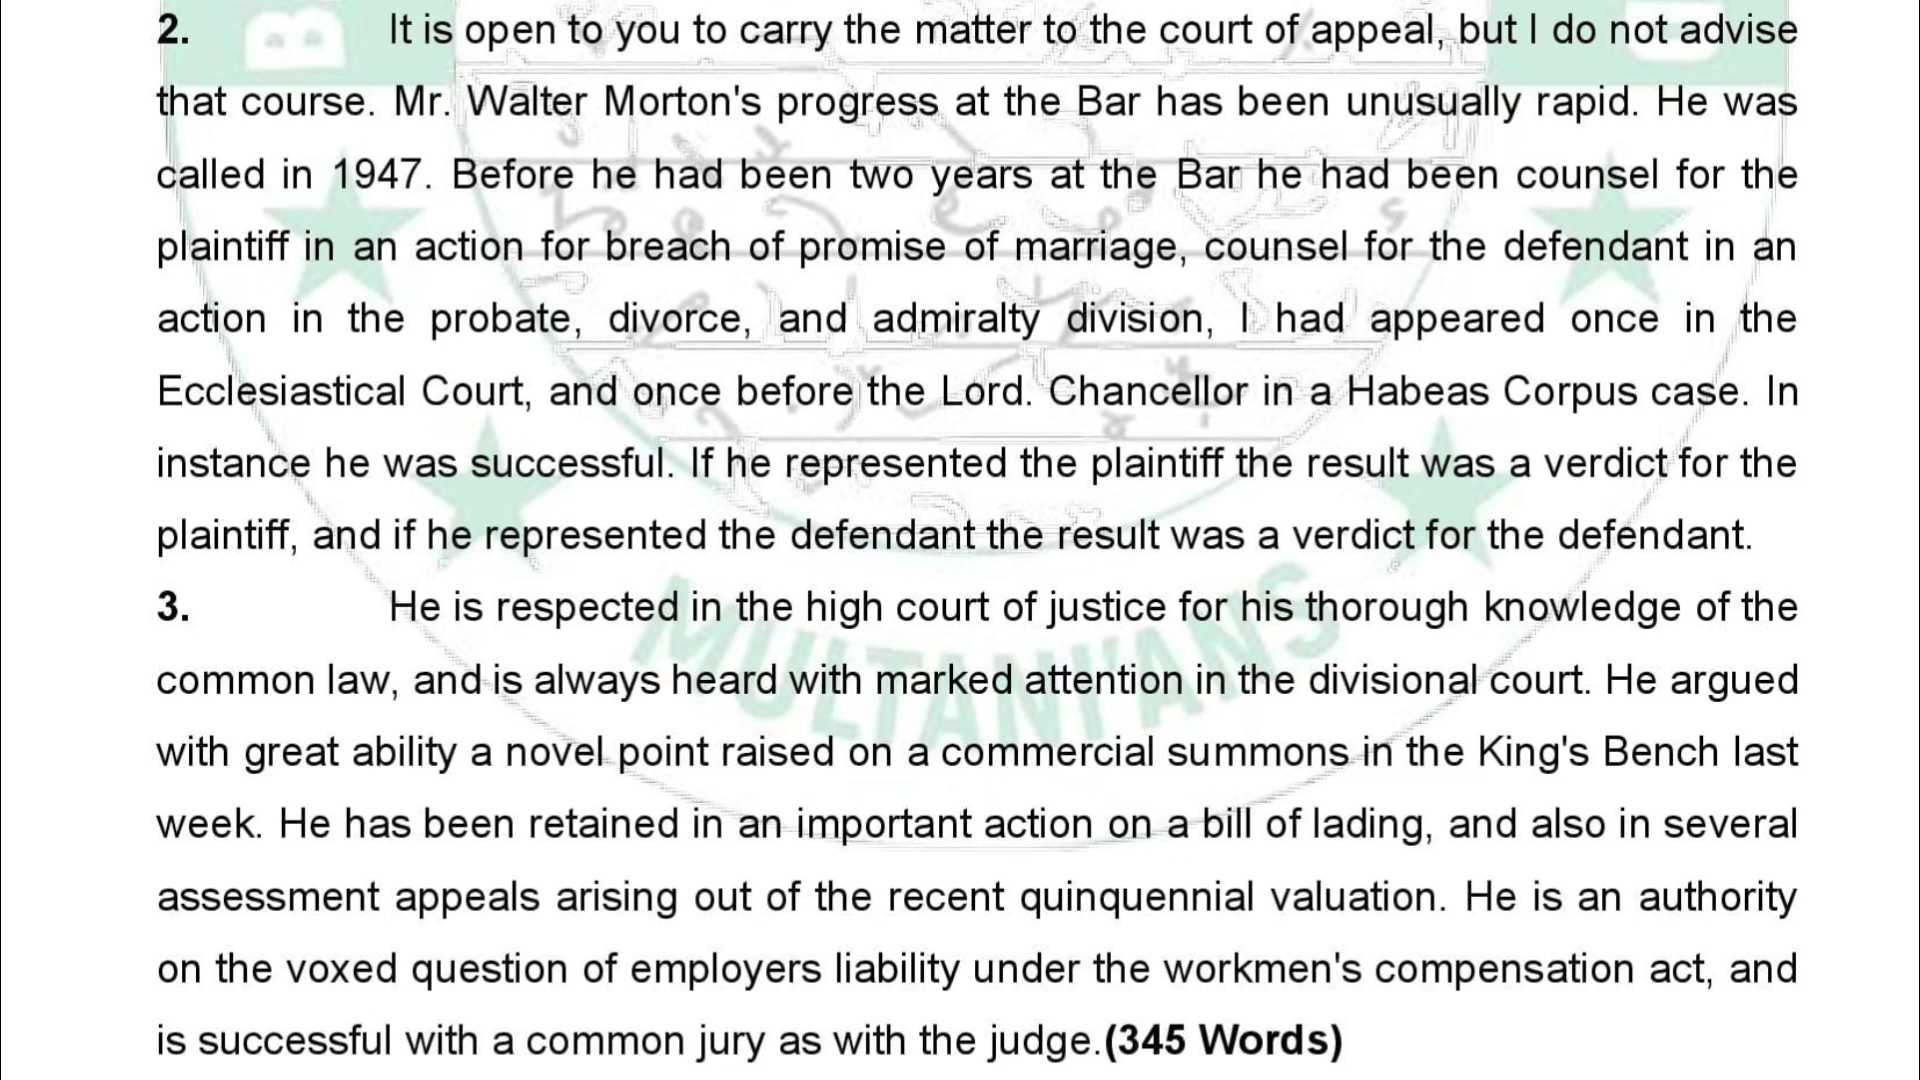 2. It is open to you to carry the matter to the court of appeal, but I do not advise
that course. Mr. Walter Morton's progress at the Bar has been unusually rapid. He was
called in 1947. Before he had been two years at the Bar he had been counsel for the
plaintiff in an action for breach of promise of marriage, counsel for the defendant in an
action in the probate, divorce, and admiralty division, I had appeared once in the
Ecclesiastical Court, and once before the Lord. Chancellor in a Habeas Corpus case. In
instance he was successful. If he represented the plaintiff the result was a verdict for the
plaintiff, and if he represented the defendant the result was a verdict for the defendant.
3. He is respected in the high court of justice for his thorough knowledge of the
common law, and is always heard with marked attention in the divisional court. He argued
with great ability a novel point raised on a commercial summons in the King's Bench last
week. He has been retained in an important action on a bill of lading, and also in several
assessment appeals arising out of the recent quinquennial valuation. He is an authority
on the voxed question of employers liability under the workmen's compensation act, and
is successful with a common jury as with the judge.(345 Words)
MULTANI'ANS